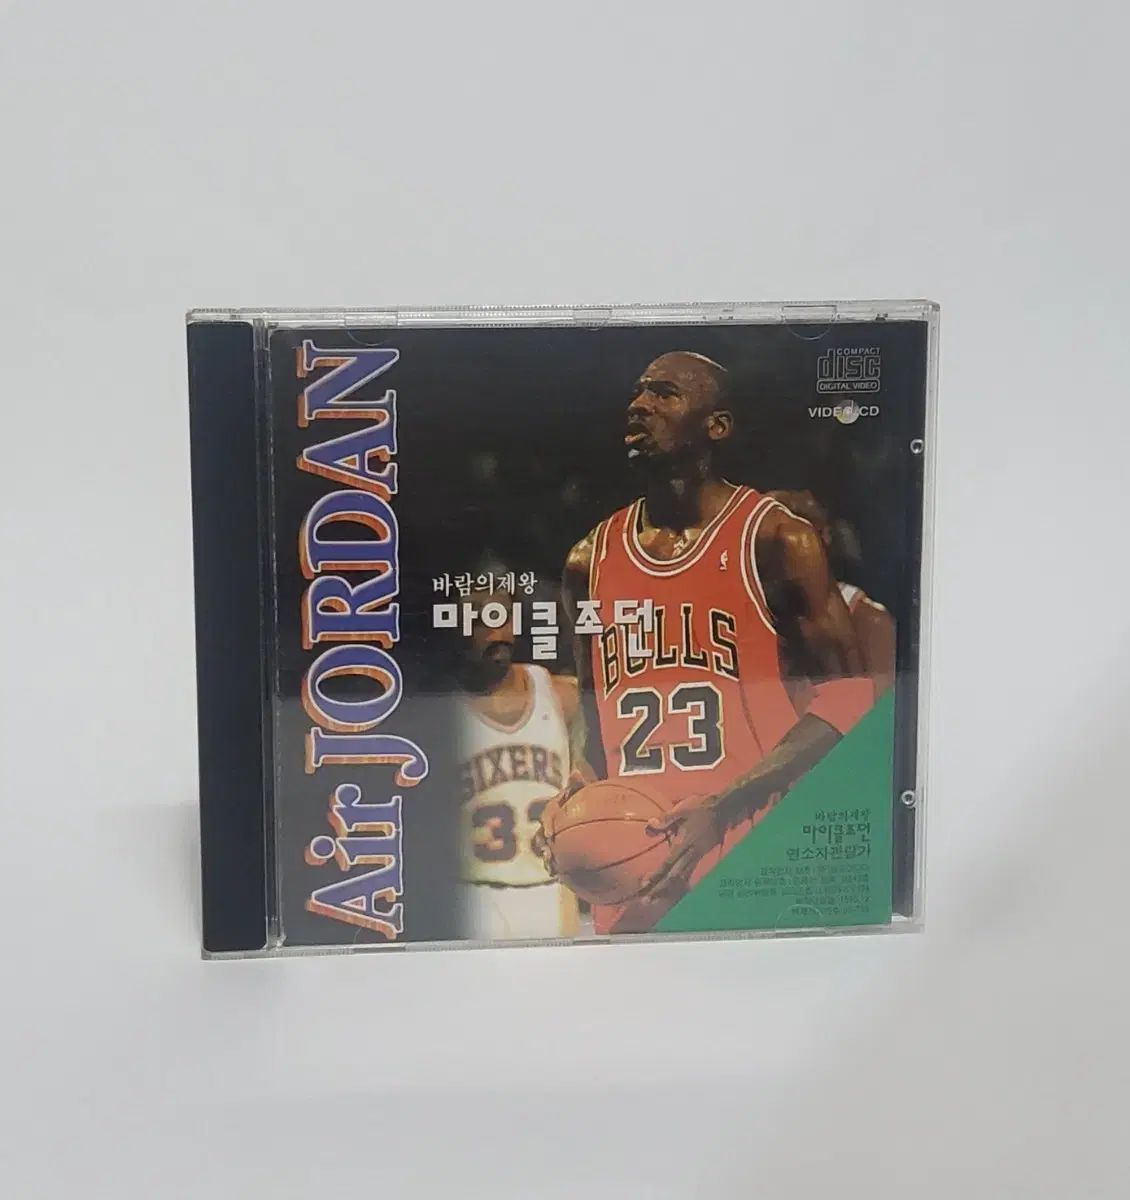 Air JORDAN
COMPACT
disc
DIGITAL VIDEO
VIDEO CD
바람의제왕
마이클 조던
BULLS
23
SIXERS
바람의제왕
마이클조던
연소자관람가